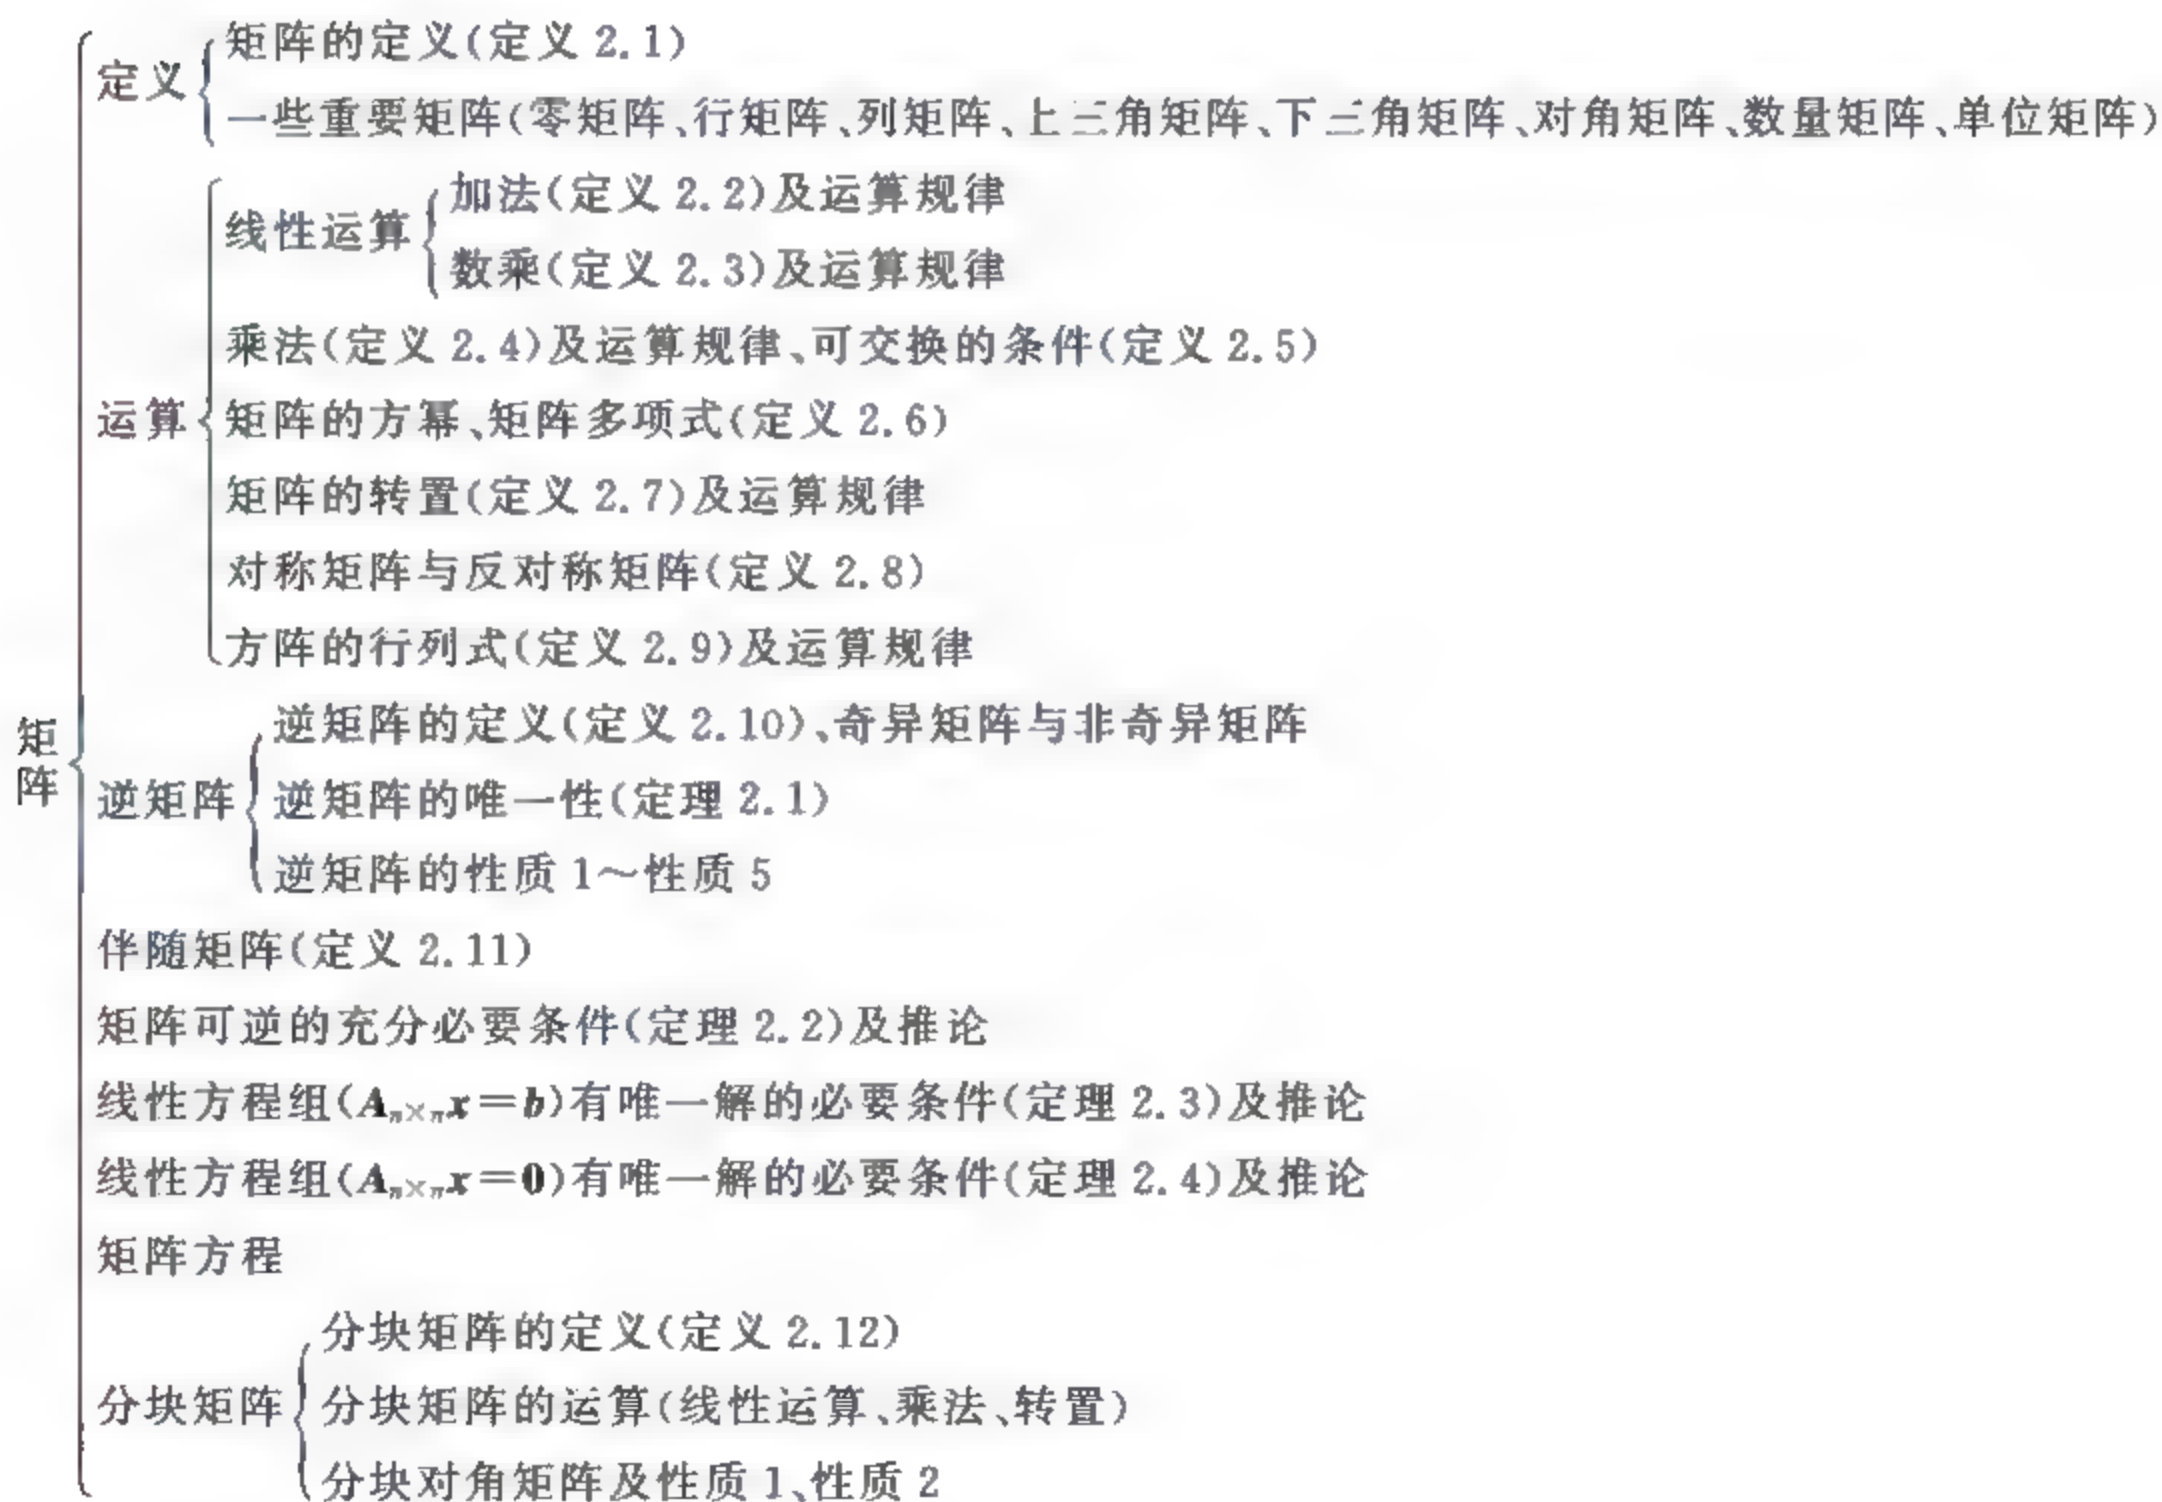 矩阵
定义
矩阵的定义(定义 2.1)
一些重要矩阵(零矩阵、行矩阵、列矩阵、上三角矩阵、下三角矩阵、对角矩阵、数量矩阵、单位矩阵)
运算
线性运算
加法(定义 2.2)及运算规律
数乘(定义 2.3)及运算规律
乘法(定义 2.4)及运算规律、可交换的条件(定义 2.5)
矩阵的方幂、矩阵多项式(定义 2.6)
矩阵的转置(定义 2.7)及运算规律
对称矩阵与反对称矩阵(定义 2.8)
方阵的行列式(定义 2.9)及运算规律
逆矩阵
逆矩阵的定义(定义 2.10)、奇异矩阵与非奇异矩阵
逆矩阵的唯一性(定理 2.1)
逆矩阵的性质 1～性质 5
伴随矩阵(定义 2.11)
矩阵可逆的充分必要条件(定理 2.2)及推论
线性方程组(Aₙ×ₙx=b)有唯一解的必要条件(定理 2.3)及推论
线性方程组(Aₙ×ₙx=0)有唯一解的必要条件(定理 2.4)及推论
矩阵方程
分块矩阵
分块矩阵的定义(定义 2.12)
分块矩阵的运算(线性运算、乘法、转置)
分块对角矩阵及性质 1、性质 2